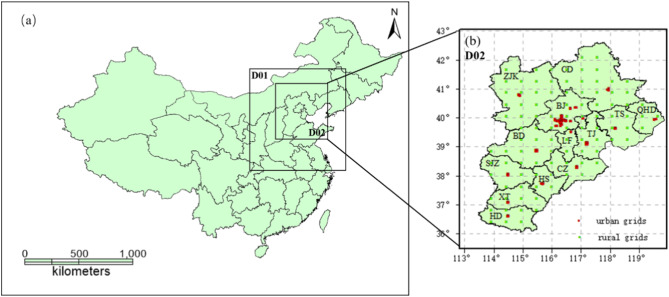 (a)
N
D01
D02
0 500 1,000
kilometers
(b)
D02
43°
42°
41°
40°
39°
38°
37°
36°
ZJK
CD
BJ
TS
QHD
BD
LF
TJ
SJZ
CZ
HS
XT
HD
urban grids
rural grids
113° 114° 115° 116° 117° 118° 119°